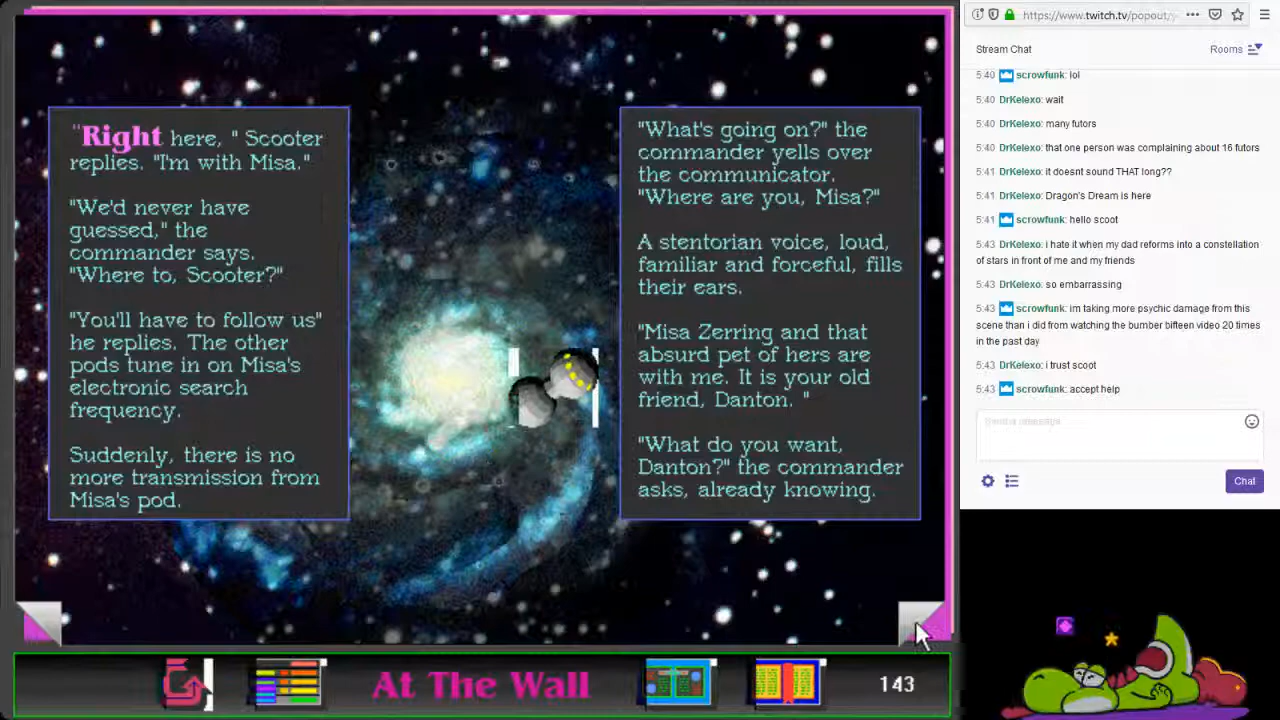 "Right here, " Scooter
replies. "I'm with Misa.".
"We'd never have
guessed," the
commander says.
"Where to, Scooter?"
"You'll have to follow us"
he replies. The other
pods tune in on Misa's
electronic search
frequency.
Suddenly, there is no
more transmission from
Misa's pod.
"What's going on?" the
commander yells over
the communicator.
"Where are you, Misa?"
A stentorian voice, loud,
familiar and forceful, fills
their ears.
"Misa Zerring and that
absurd pet of hers are
with me. It is your old
friend, Danton. "
"What do you want,
Danton?" the commander
asks, already knowing.
At The Wall
143
https://www.twitch.tv/popout/
Stream Chat
Rooms
5:40 scrowfunk: lol
5:40 DrKelexo: wait
5:40 DrKelexo: many futors
5:40 DrKelexo: that one person was complaining about 16 futors
5:41 DrKelexo: it doesnt sound THAT long??
5:41 DrKelexo: Dragon's Dream is here
5:41 scrowfunk: hello scoot
5:43 DrKelexo: i hate it when my dad reforms into a constellation
of stars in front of me and my friends
5:43 DrKelexo: so embarrassing
5:43 scrowfunk: im taking more psychic damage from this
scene than i did from watching the bumber bifteen video 20 times
in the past day
5:43 DrKelexo: i trust scoot
5:43 scrowfunk: accept help
Send a message
Chat